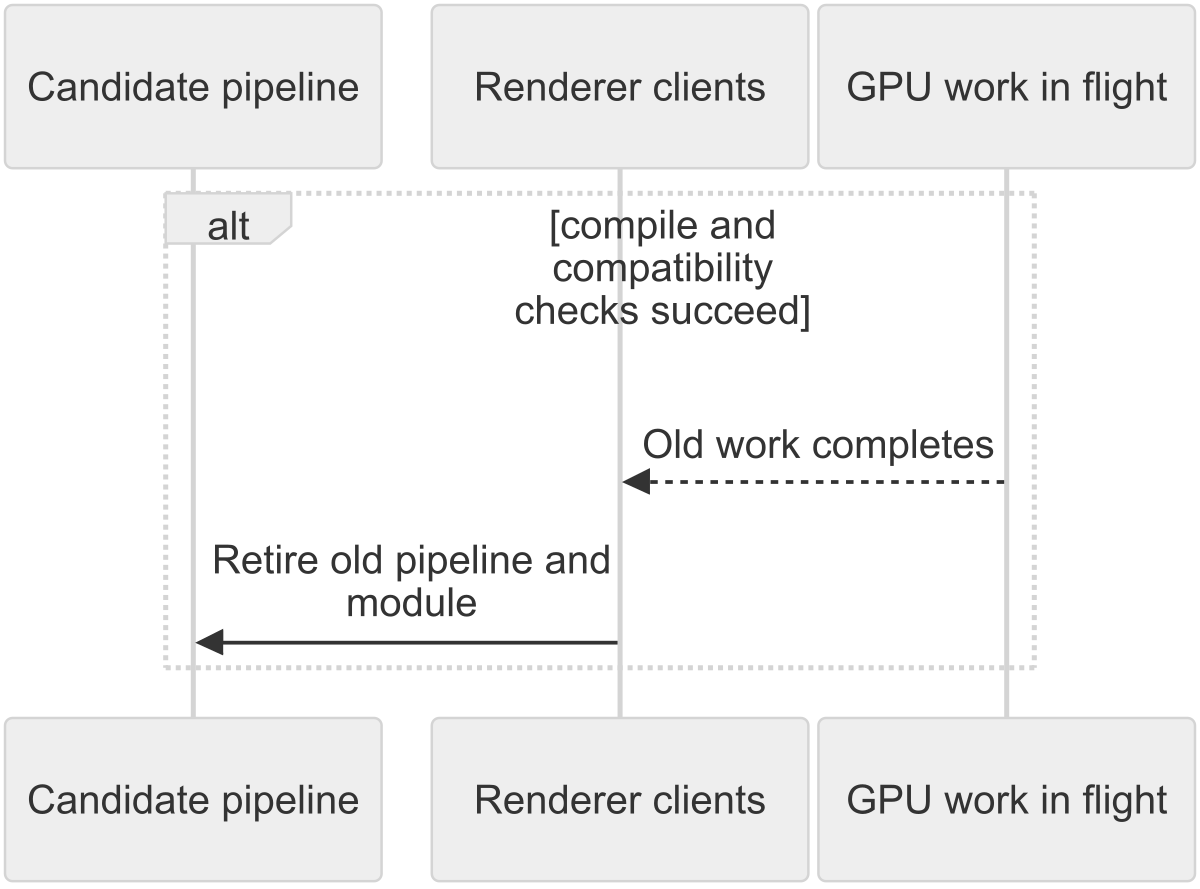 Candidate pipeline
Renderer clients
GPU work in flight
alt
[compile and
compatibility
checks succeed]
Old work completes
Retire old pipeline and
module
Candidate pipeline
Renderer clients
GPU work in flight